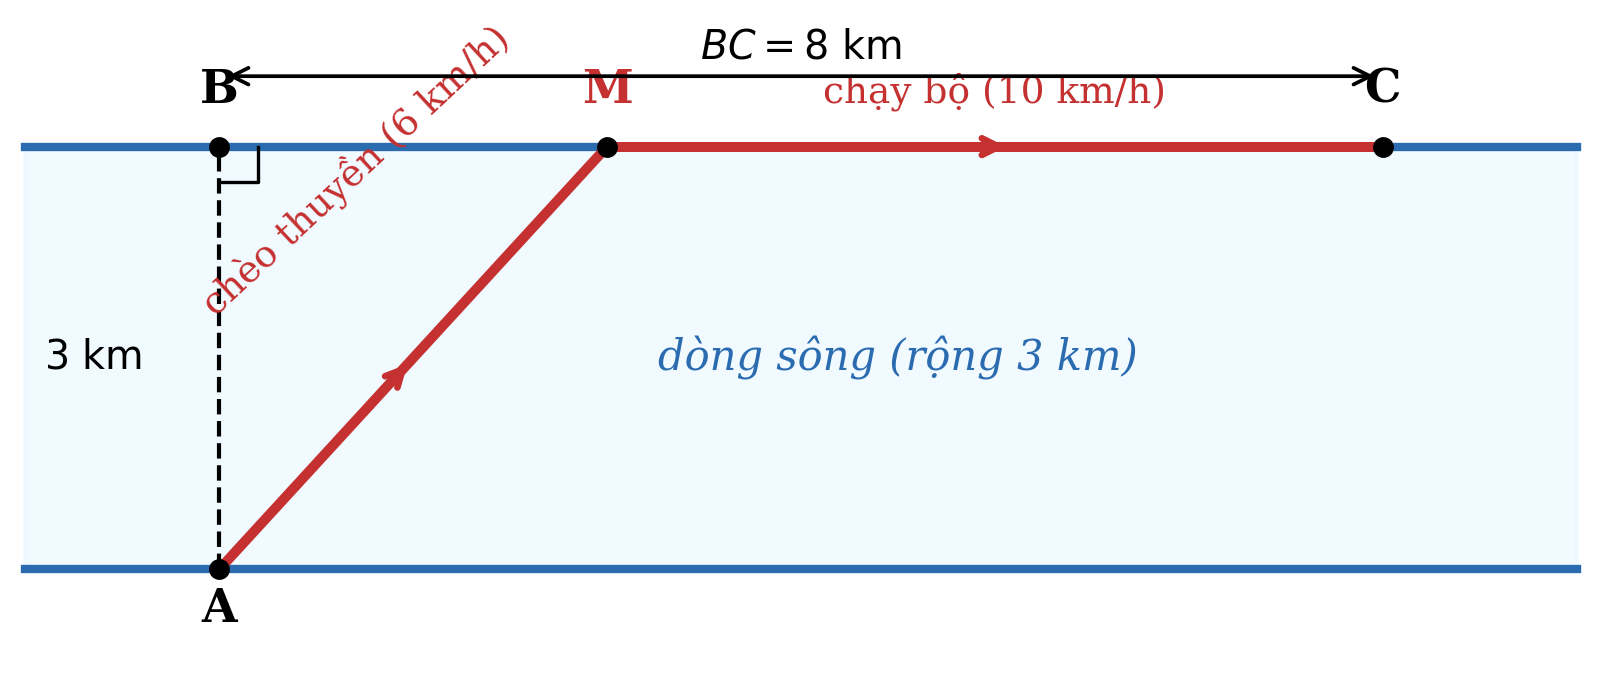 BC = 8 km
B
M
C
chạy bộ (10 km/h)
chèo thuyền (6 km/h)
3 km
dòng sông (rộng 3 km)
A